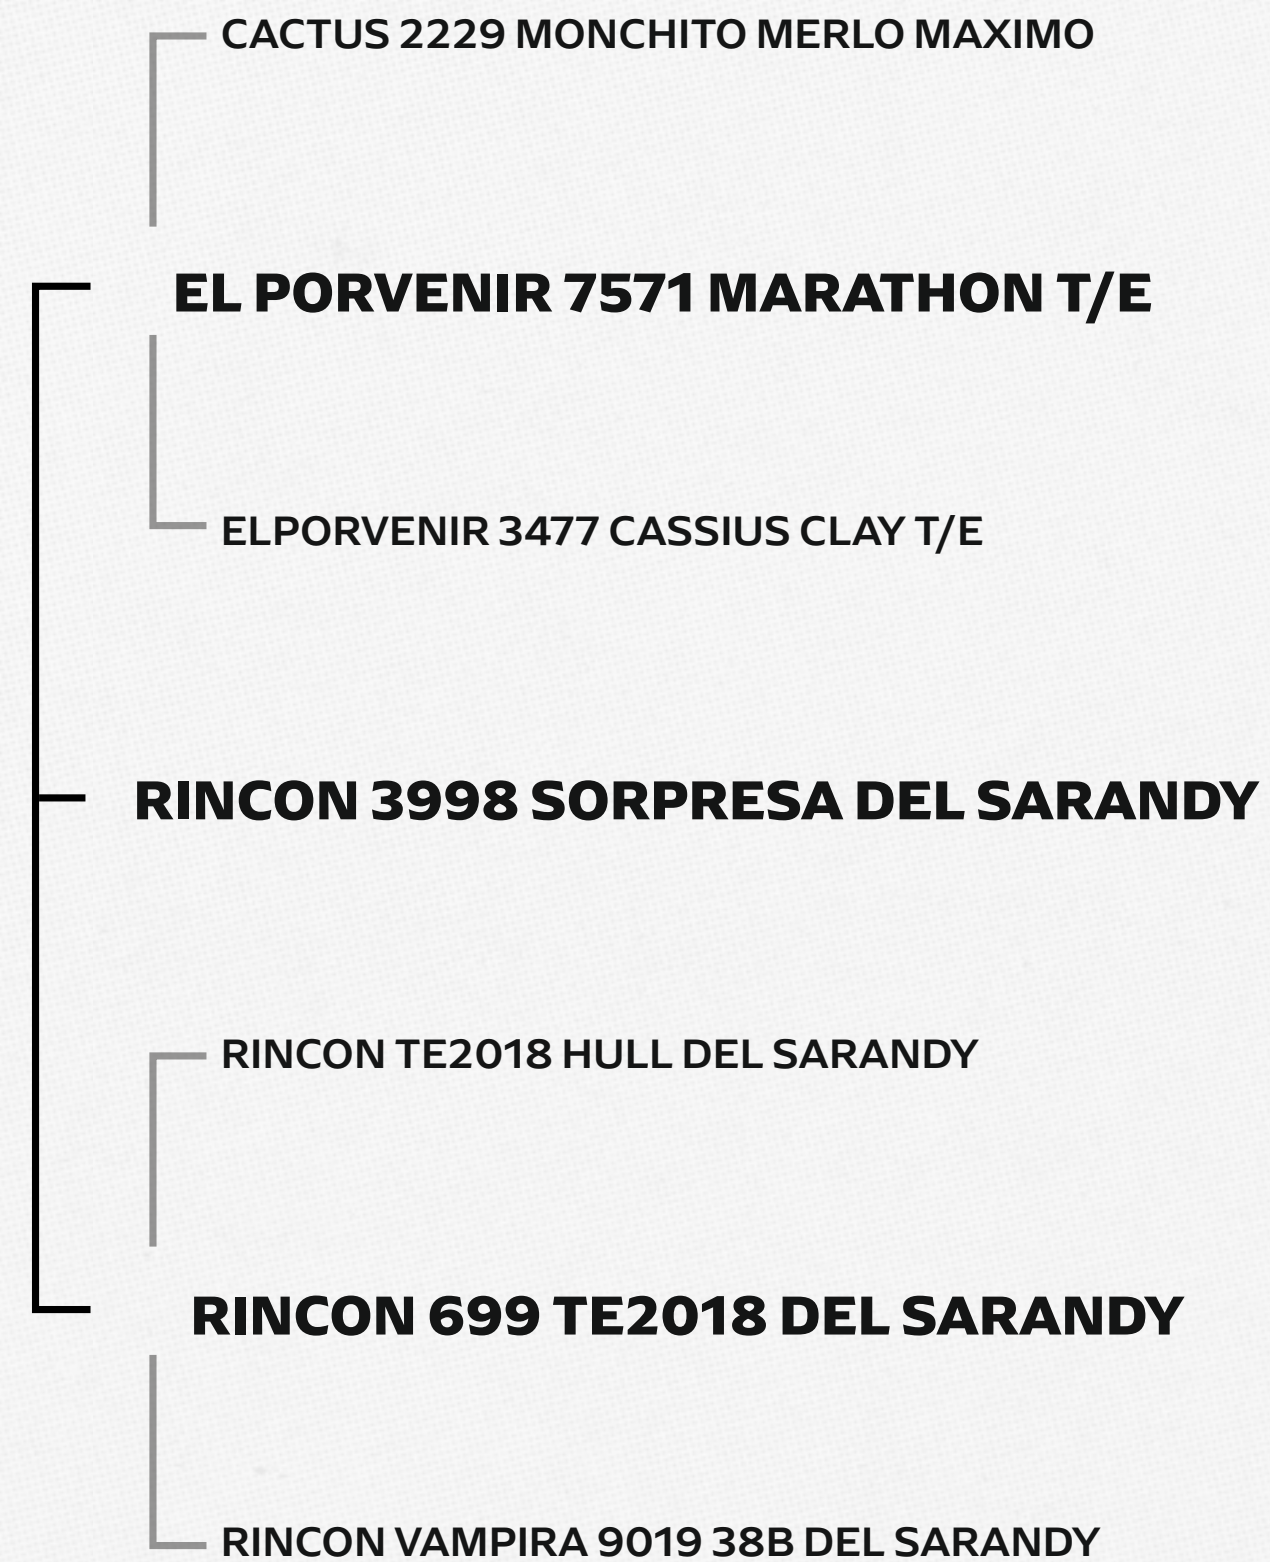 CACTUS 2229 MONCHITO MERLO MAXIMO
EL PORVENIR 7571 MARATHON T/E
ELPORVENIR 3477 CASSIUS CLAY T/E
RINCON 3998 SORPRESA DEL SARANDY
RINCON TE2018 HULL DEL SARANDY
RINCON 699 TE2018 DEL SARANDY
RINCON VAMPIRA 9019 38B DEL SARANDY